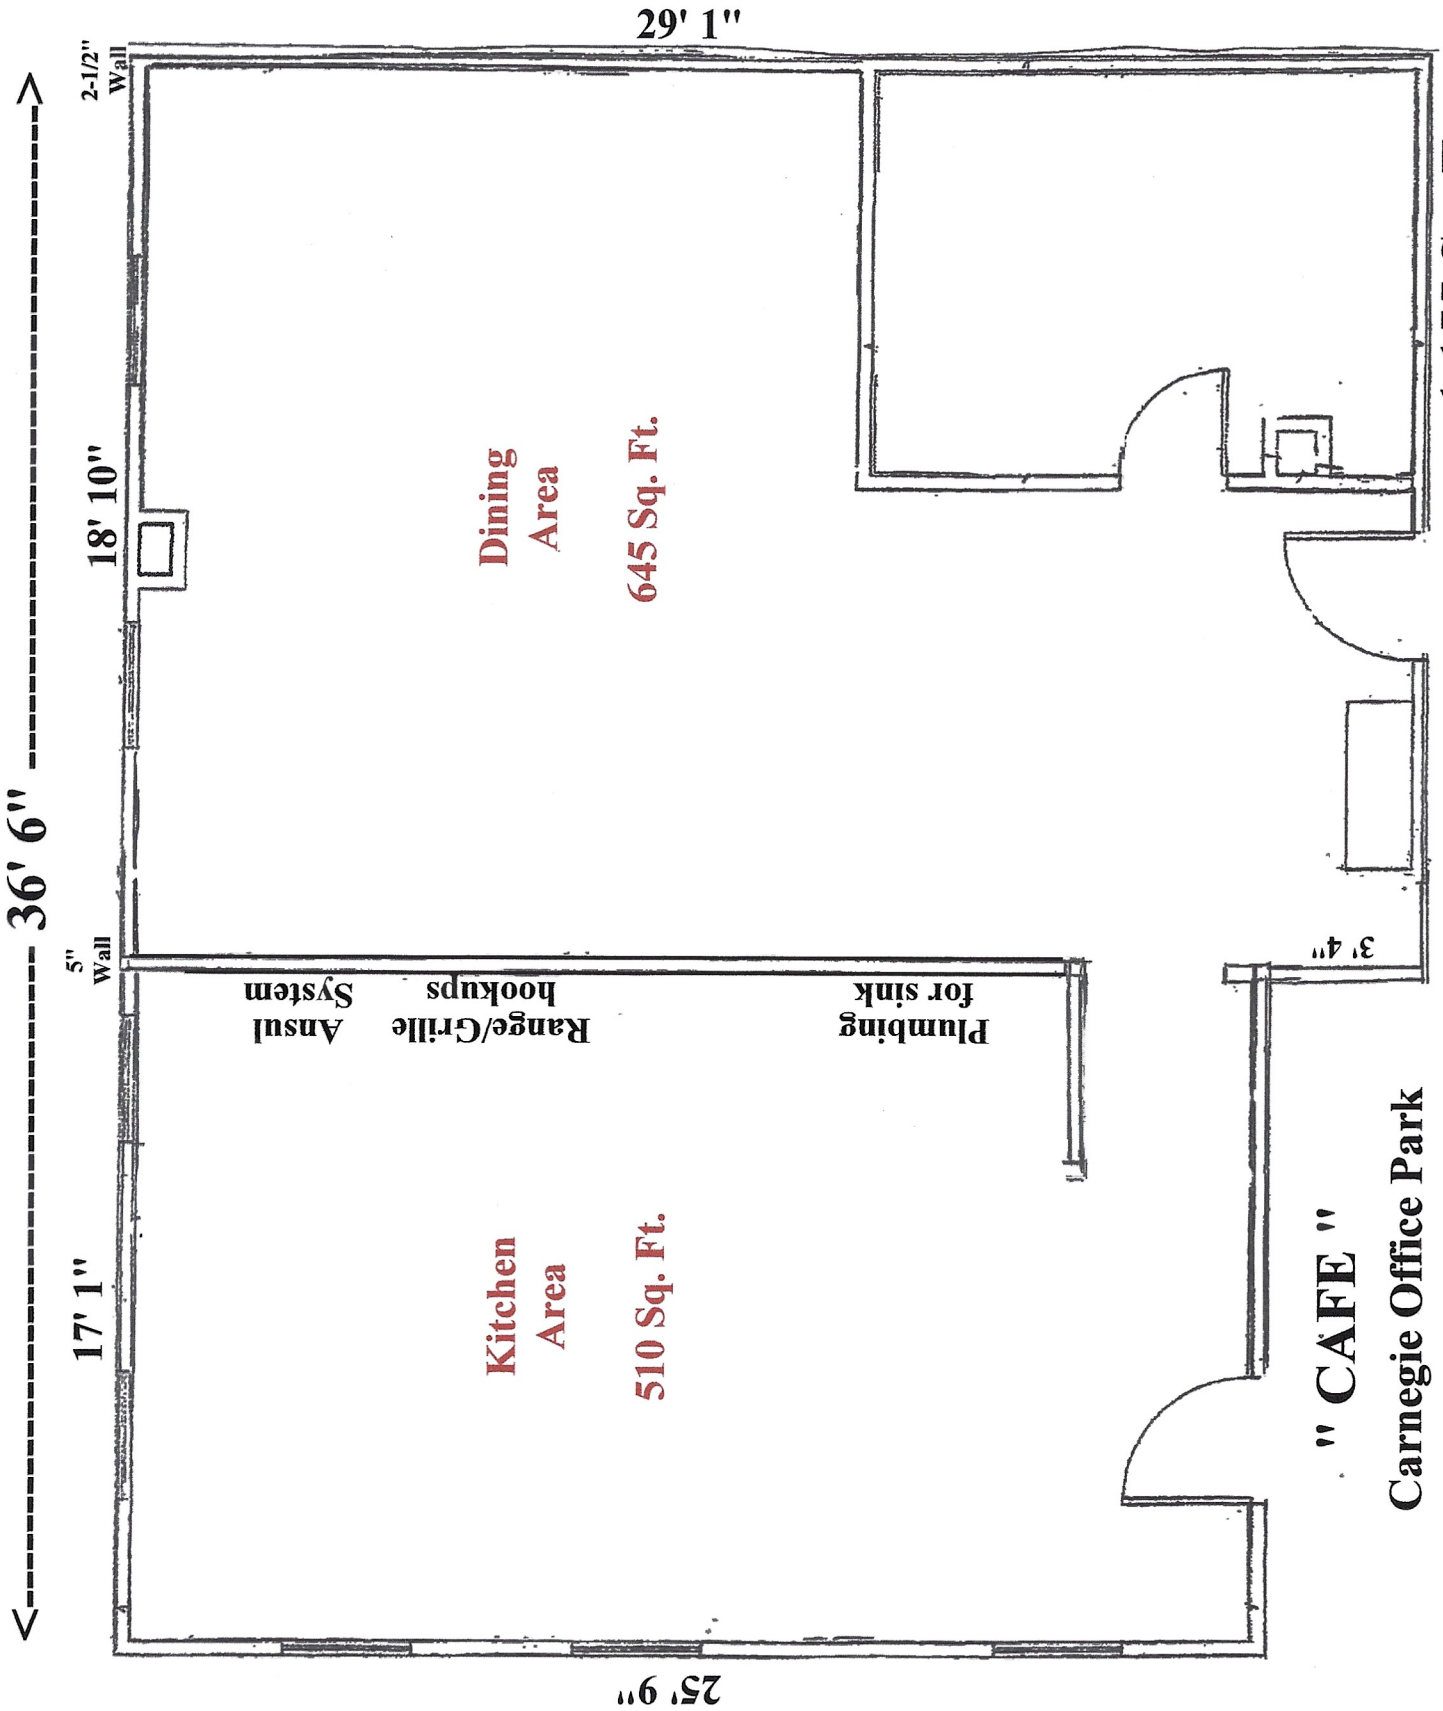 36' 6"
17' 1"
5"
Wall
18' 10"
2-1/2"
Wall
29' 1"
25' 9"
Kitchen
Area
510 Sq. Ft.
Dining
Area
645 Sq. Ft.
Ansul
System
Range/Grille
hookups
Plumbing
for sink
3' 4"
" CAFE "
Carnegie Office Park